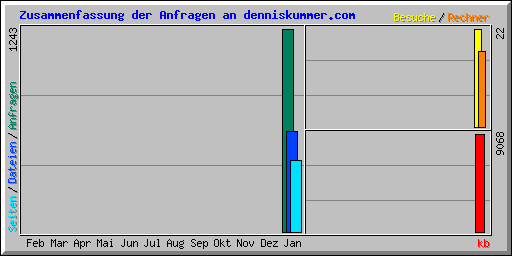 Zusammenfassung der Anfragen an denniskummer.com
Besuche / Rechner
1243
22
Seiten / Dateien / Anfragen
9068
Feb Mar Apr Mai Jun Jul Aug Sep Okt Nov Dez Jan
kb